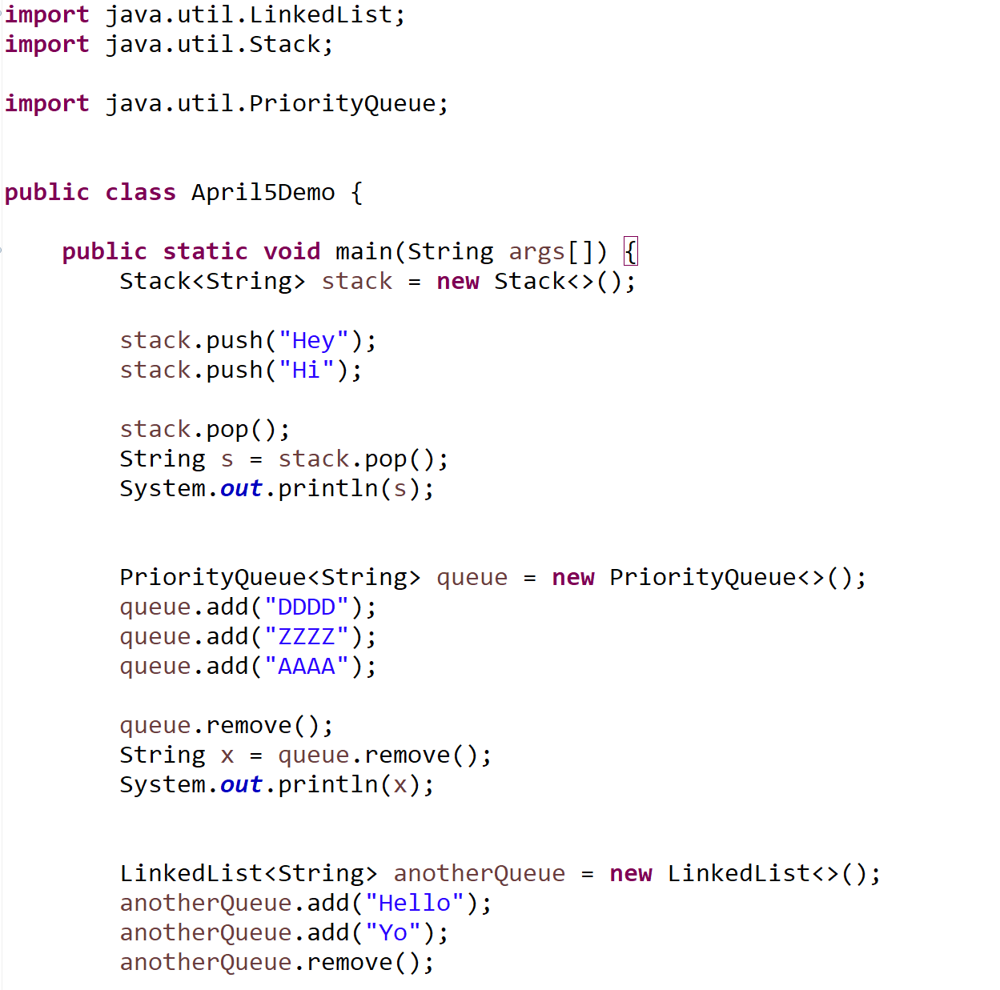 import java.util.LinkedList;
import java.util.Stack;
import java.util.PriorityQueue;
public class April5Demo {
public static void main(String args[]) {
Stack<String> stack = new Stack<>();
stack.push("Hey");
stack.push("Hi");
stack.pop();
String s = stack.pop();
System.out.println(s);
PriorityQueue<String> queue = new PriorityQueue<>();
queue.add("DDDD");
queue.add("ZZZZ");
queue.add("AAAA");
queue.remove();
String x = queue.remove();
System.out.println(x);
LinkedList<String> anotherQueue = new LinkedList<>();
anotherQueue.add("Hello");
anotherQueue.add("Yo");
anotherQueue.remove();